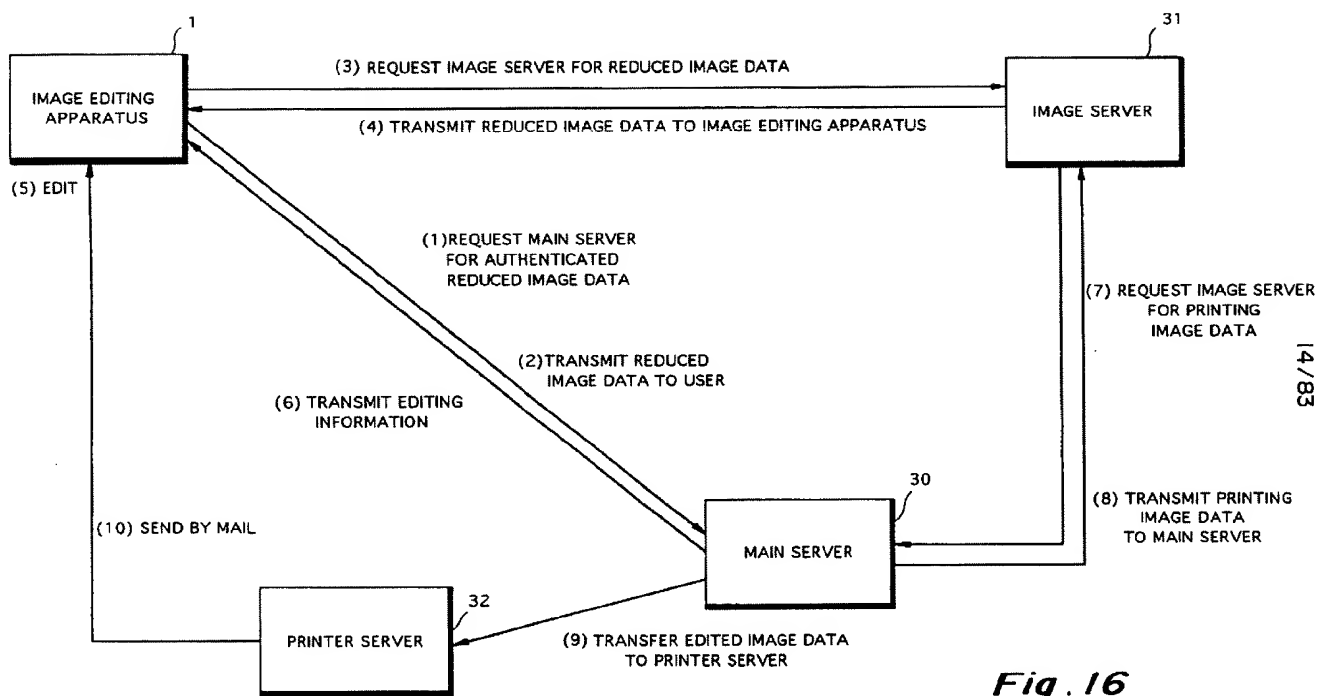 1
31
IMAGE EDITING
APPARATUS
(3) REQUEST IMAGE SERVER FOR REDUCED IMAGE DATA
(4) TRANSMIT REDUCED IMAGE DATA TO IMAGE EDITING APPARATUS
IMAGE SERVER
(5) EDIT
(1)REQUEST MAIN SERVER
FOR AUTHENTICATED
REDUCED IMAGE DATA
(7) REQUEST IMAGE SERVER
FOR PRINTING
IMAGE DATA
14/83
(2)TRANSMIT REDUCED
IMAGE DATA TO USER
(6) TRANSMIT EDITING
INFORMATION
30
(8) TRANSMIT PRINTING
IMAGE DATA
TO MAIN SERVER
(10) SEND BY MAIL
MAIN SERVER
32
PRINTER SERVER
(9) TRANSFER EDITED IMAGE DATA
TO PRINTER SERVER
Fig. 16